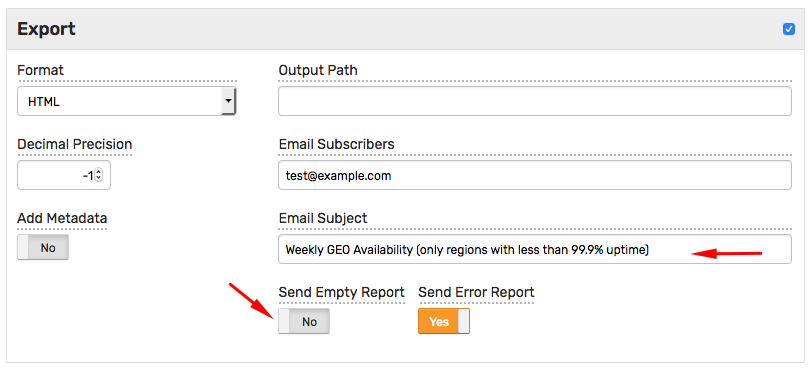 Export
Format
Output Path
HTML
Decimal Precision
Email Subscribers
-1
test@example.com
Add Metadata
Email Subject
No
Weekly GEO Availability (only regions with less than 99.9% uptime)
Send Empty Report
Send Error Report
No
Yes